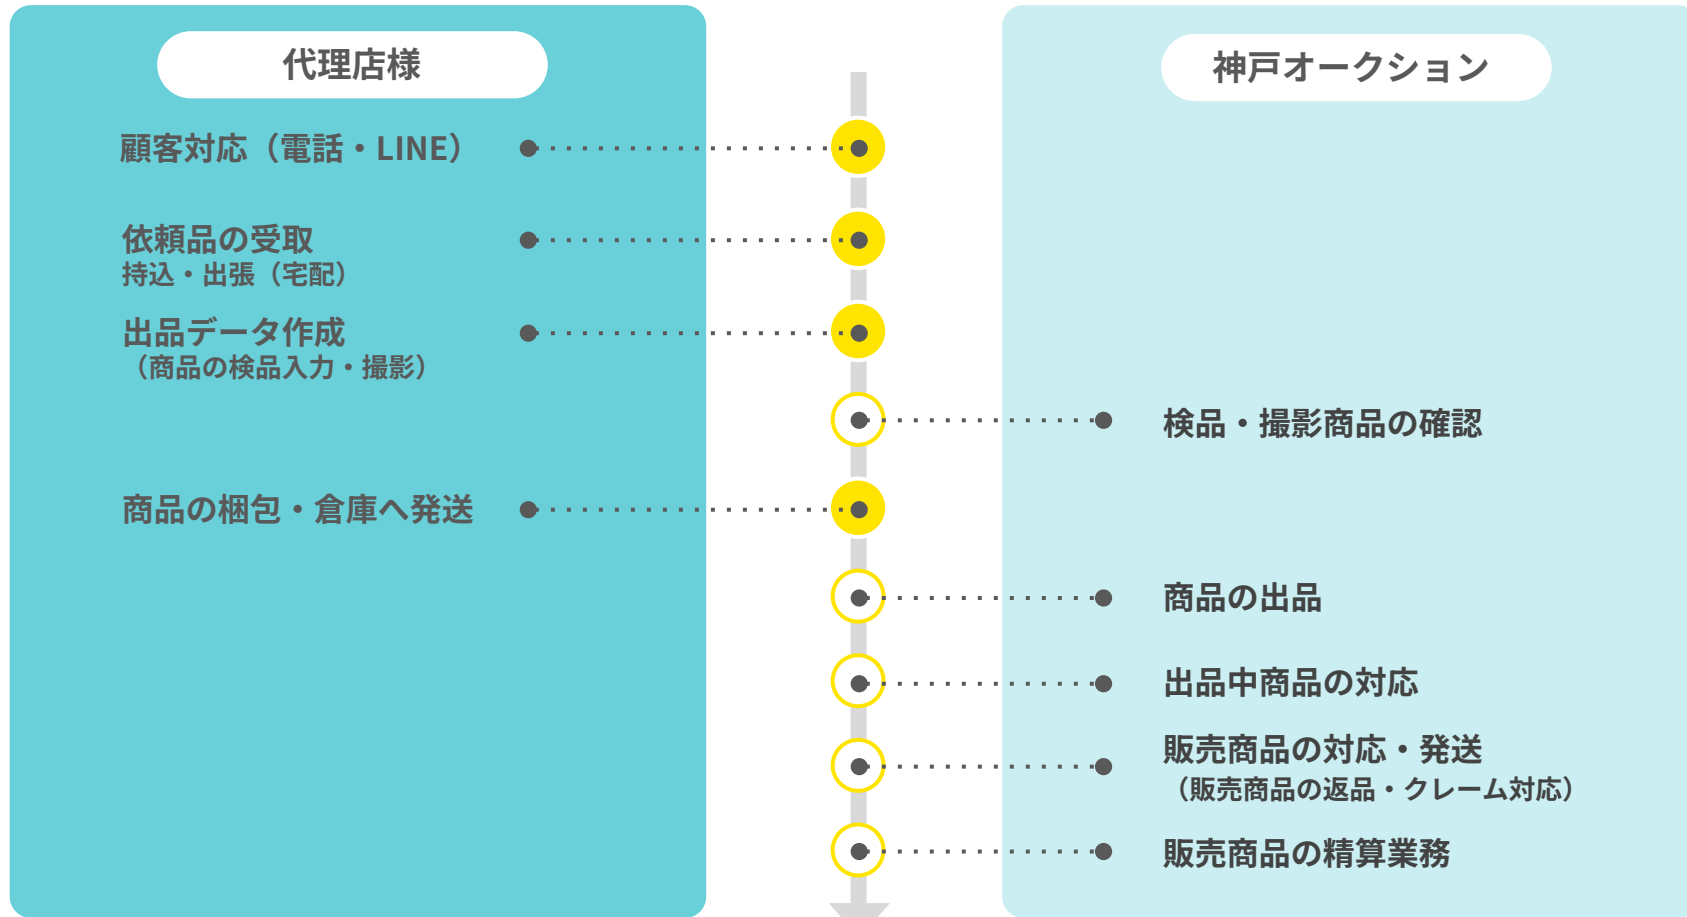 代理店様
神戸オークション
顧客対応（電話・LINE）
依頼品の受取
持込・出張（宅配）
出品データ作成
（商品の検品入力・撮影）
検品・撮影商品の確認
商品の梱包・倉庫へ発送
商品の出品
出品中商品の対応
販売商品の対応・発送
（販売商品の返品・クレーム対応）
販売商品の精算業務